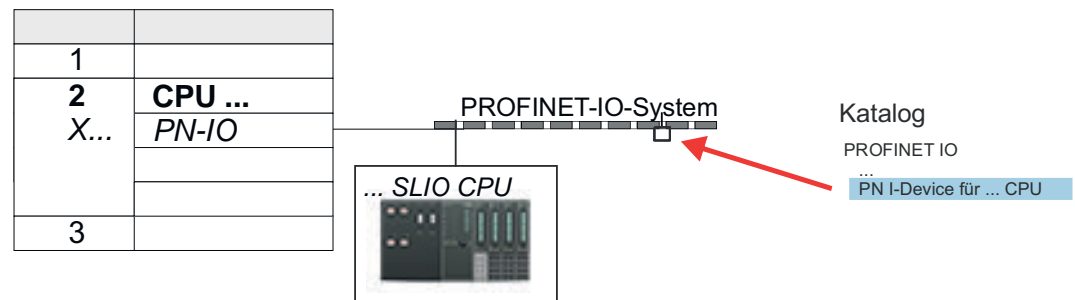 1
2 CPU ...
X... PN-IO
3
PROFINET-IO-System
... SLIO CPU
Katalog
PROFINET IO
...
PN I-Device für ... CPU